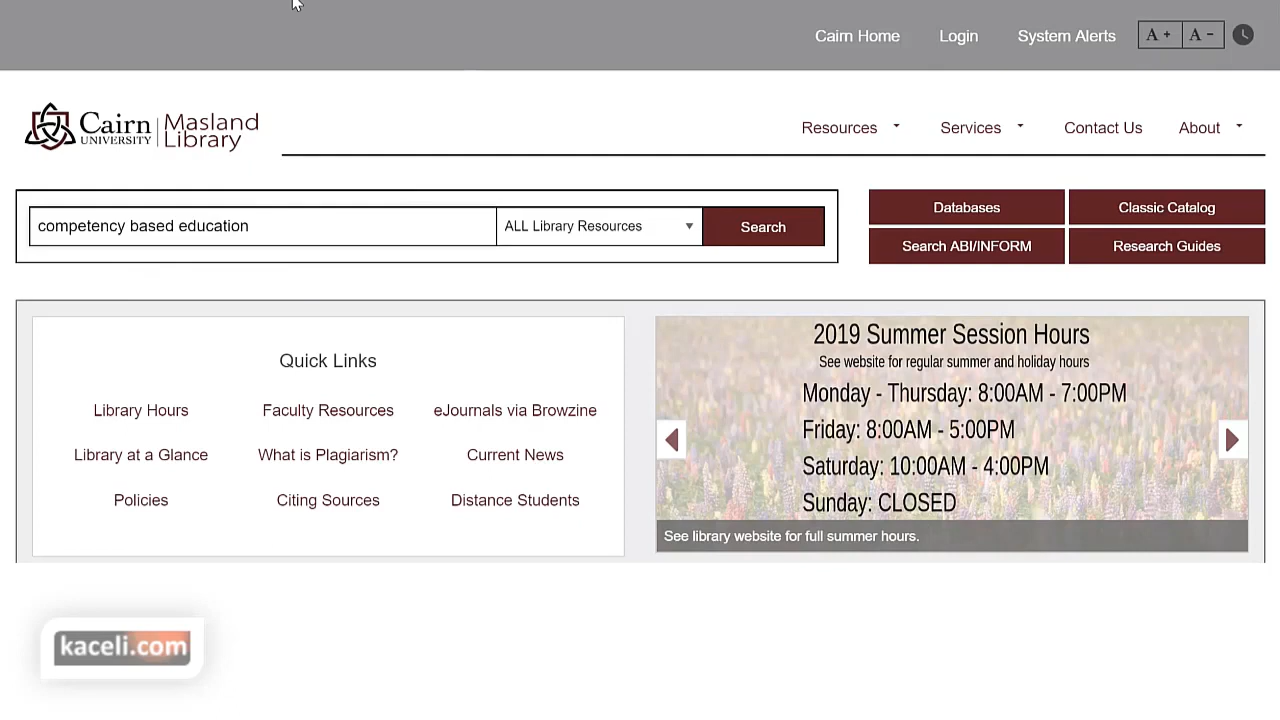 Cairn Home Login System Alerts A + A -
Cairn UNIVERSITY Masland Library
Resources Services Contact Us About
competency based education ALL Library Resources Search
Databases Classic Catalog
Search ABI/INFORM Research Guides
Quick Links
Library Hours Faculty Resources eJournals via Browzine
Library at a Glance What is Plagiarism? Current News
Policies Citing Sources Distance Students
2019 Summer Session Hours
See website for regular summer and holiday hours
Monday - Thursday: 8:00AM - 7:00PM
Friday: 8:00AM - 5:00PM
Saturday: 10:00AM - 4:00PM
Sunday: CLOSED
See library website for full summer hours.
kaceli.com